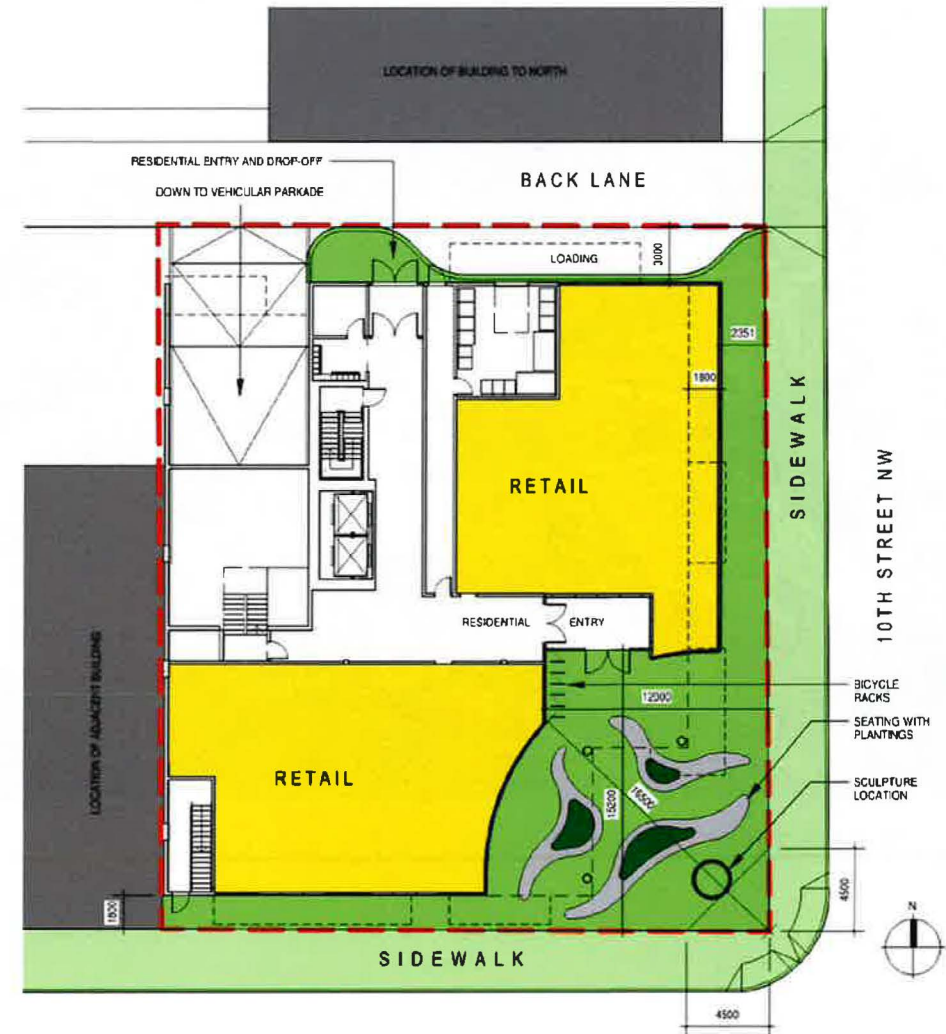 LOCATION OF BUILDING TO NORTH
RESIDENTIAL ENTRY AND DROP-OFF
BACK LANE
DOWN TO VEHICULAR PARKADE
LOADING
3000
2351
1800
SIDEWALK
RETAIL
10TH STREET NW
RESIDENTIAL ENTRY
LOCATION OF ADJACENT BUILDING
BICYCLE
RACKS
12000
SEATING WITH
PLANTINGS
RETAIL
15200
16500
SCULPTURE
LOCATION
4500
1800
N
SIDEWALK
4500